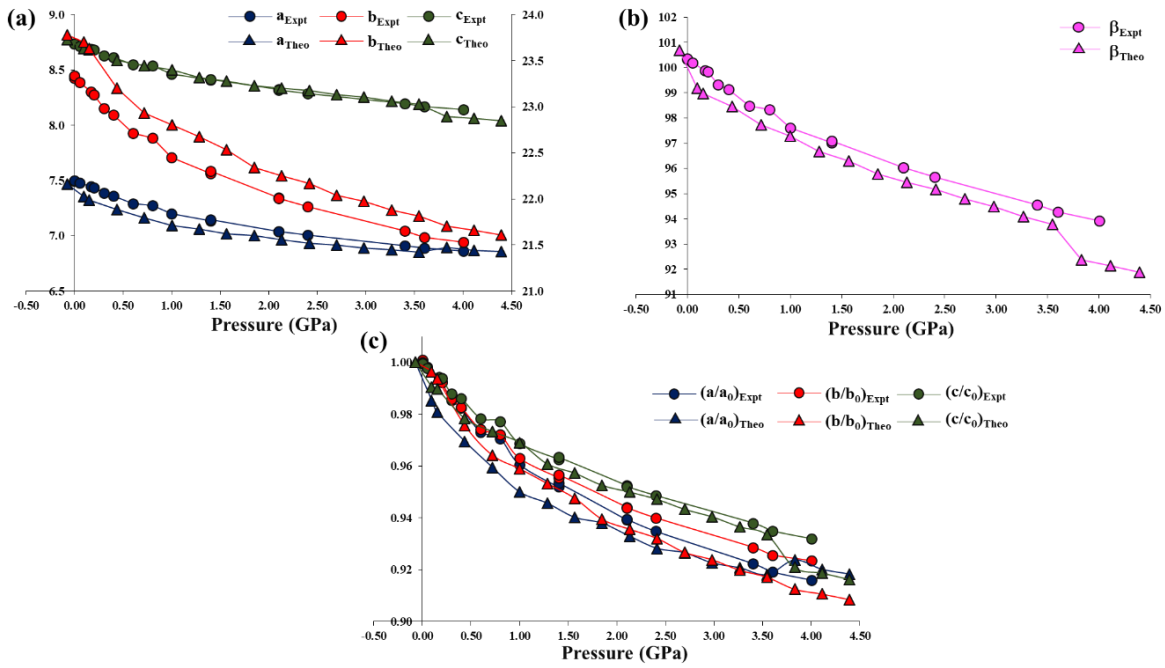 (a)
a_Expt b_Expt c_Expt
a_Theo b_Theo c_Theo
9.0 24.0
8.5 23.5
8.0 23.0
7.5 22.5
22.0
7.0 21.5
6.5 21.0
-0.50 0.00 0.50 1.00 1.50 2.00 2.50 3.00 3.50 4.00 4.50
Pressure (GPa)
(b)
β_Expt
β_Theo
102
101
100
99
98
97
96
95
94
93
92
91
-0.50 0.00 0.50 1.00 1.50 2.00 2.50 3.00 3.50 4.00 4.50
Pressure (GPa)
(c)
(a/a₀)_Expt (b/b₀)_Expt (c/c₀)_Expt
(a/a₀)_Theo (b/b₀)_Theo (c/c₀)_Theo
1.00
0.98
0.96
0.94
0.92
0.90
-0.50 0.00 0.50 1.00 1.50 2.00 2.50 3.00 3.50 4.00 4.50
Pressure (GPa)